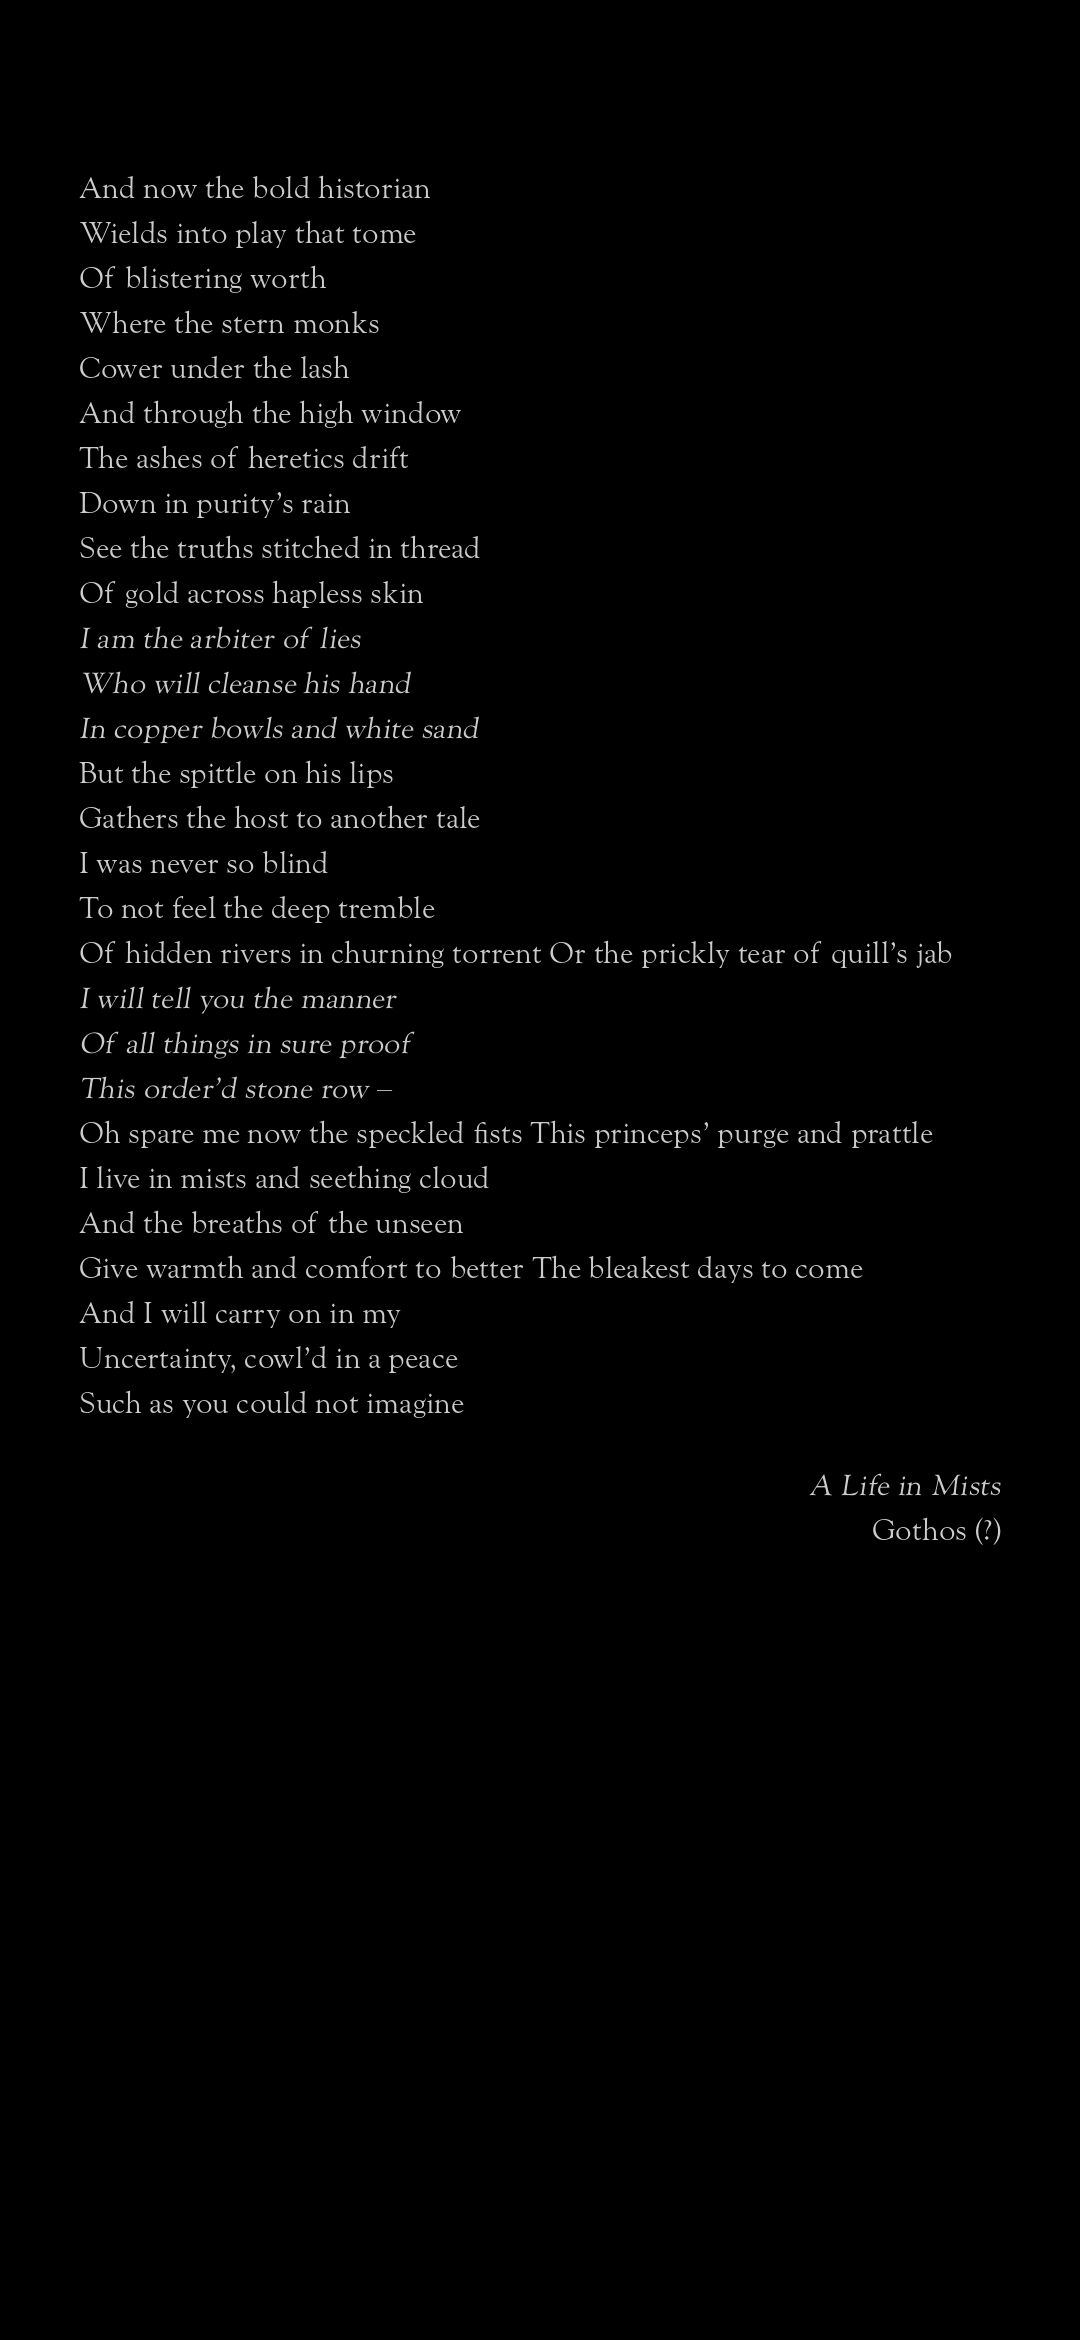 And now the bold historian
Wields into play that tome
Of blistering worth
Where the stern monks
Cower under the lash
And through the high window
The ashes of heretics drift
Down in purity’s rain
See the truths stitched in thread
Of gold across hapless skin
I am the arbiter of lies
Who will cleanse his hand
In copper bowls and white sand
But the spittle on his lips
Gathers the host to another tale
I was never so blind
To not feel the deep tremble
Of hidden rivers in churning torrent Or the prickly tear of quill’s jab
I will tell you the manner
Of all things in sure proof
This order’d stone row –
Oh spare me now the speckled fists This princeps’ purge and prattle
I live in mists and seething cloud
And the breaths of the unseen
Give warmth and comfort to better The bleakest days to come
And I will carry on in my
Uncertainty, cowl’d in a peace
Such as you could not imagine
A Life in Mists
Gothos (?)